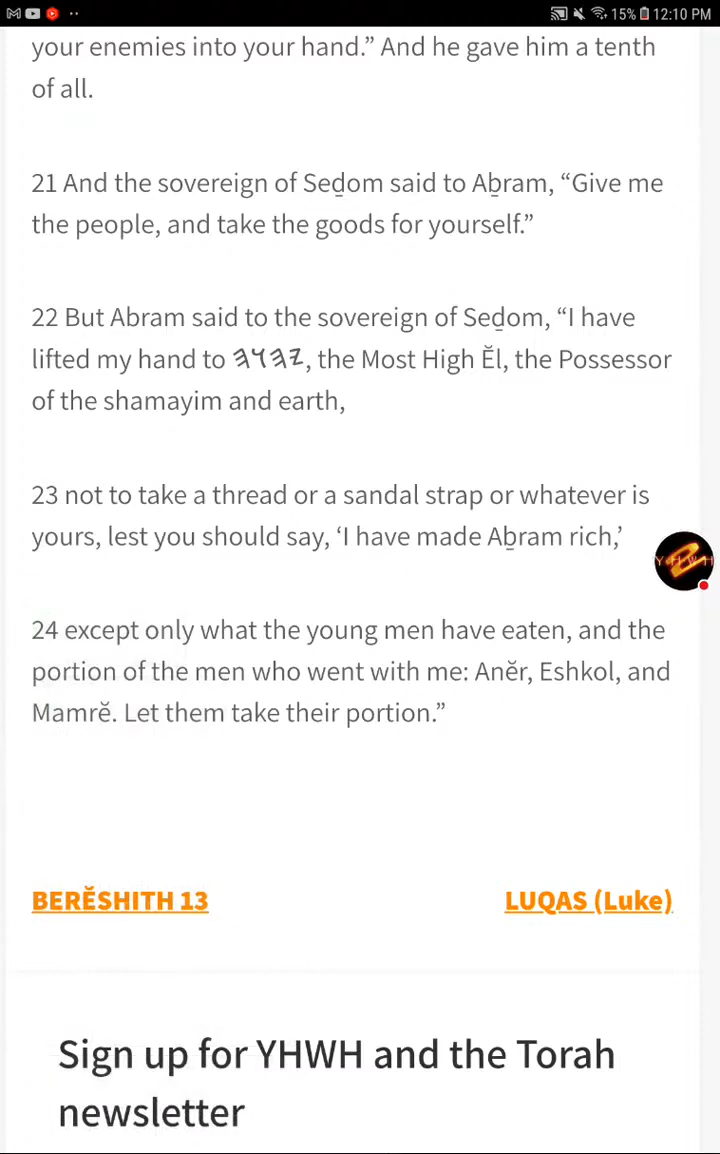 15% 12:10 PM
your enemies into your hand.” And he gave him a tenth
of all.
21 And the sovereign of Seḏom said to Aḇram, “Give me
the people, and take the goods for yourself.”
22 But Abram said to the sovereign of Seḏom, “I have
lifted my hand to 𐤉𐤄𐤅𐤄, the Most High Ĕl, the Possessor
of the shamayim and earth,
23 not to take a thread or a sandal strap or whatever is
yours, lest you should say, ‘I have made Aḇram rich,’
YHWH
24 except only what the young men have eaten, and the
portion of the men who went with me: Anĕr, Eshkol, and
Mamrĕ. Let them take their portion.”
BERĔSHITH 13
LUQAS (Luke)
Sign up for YHWH and the Torah
newsletter